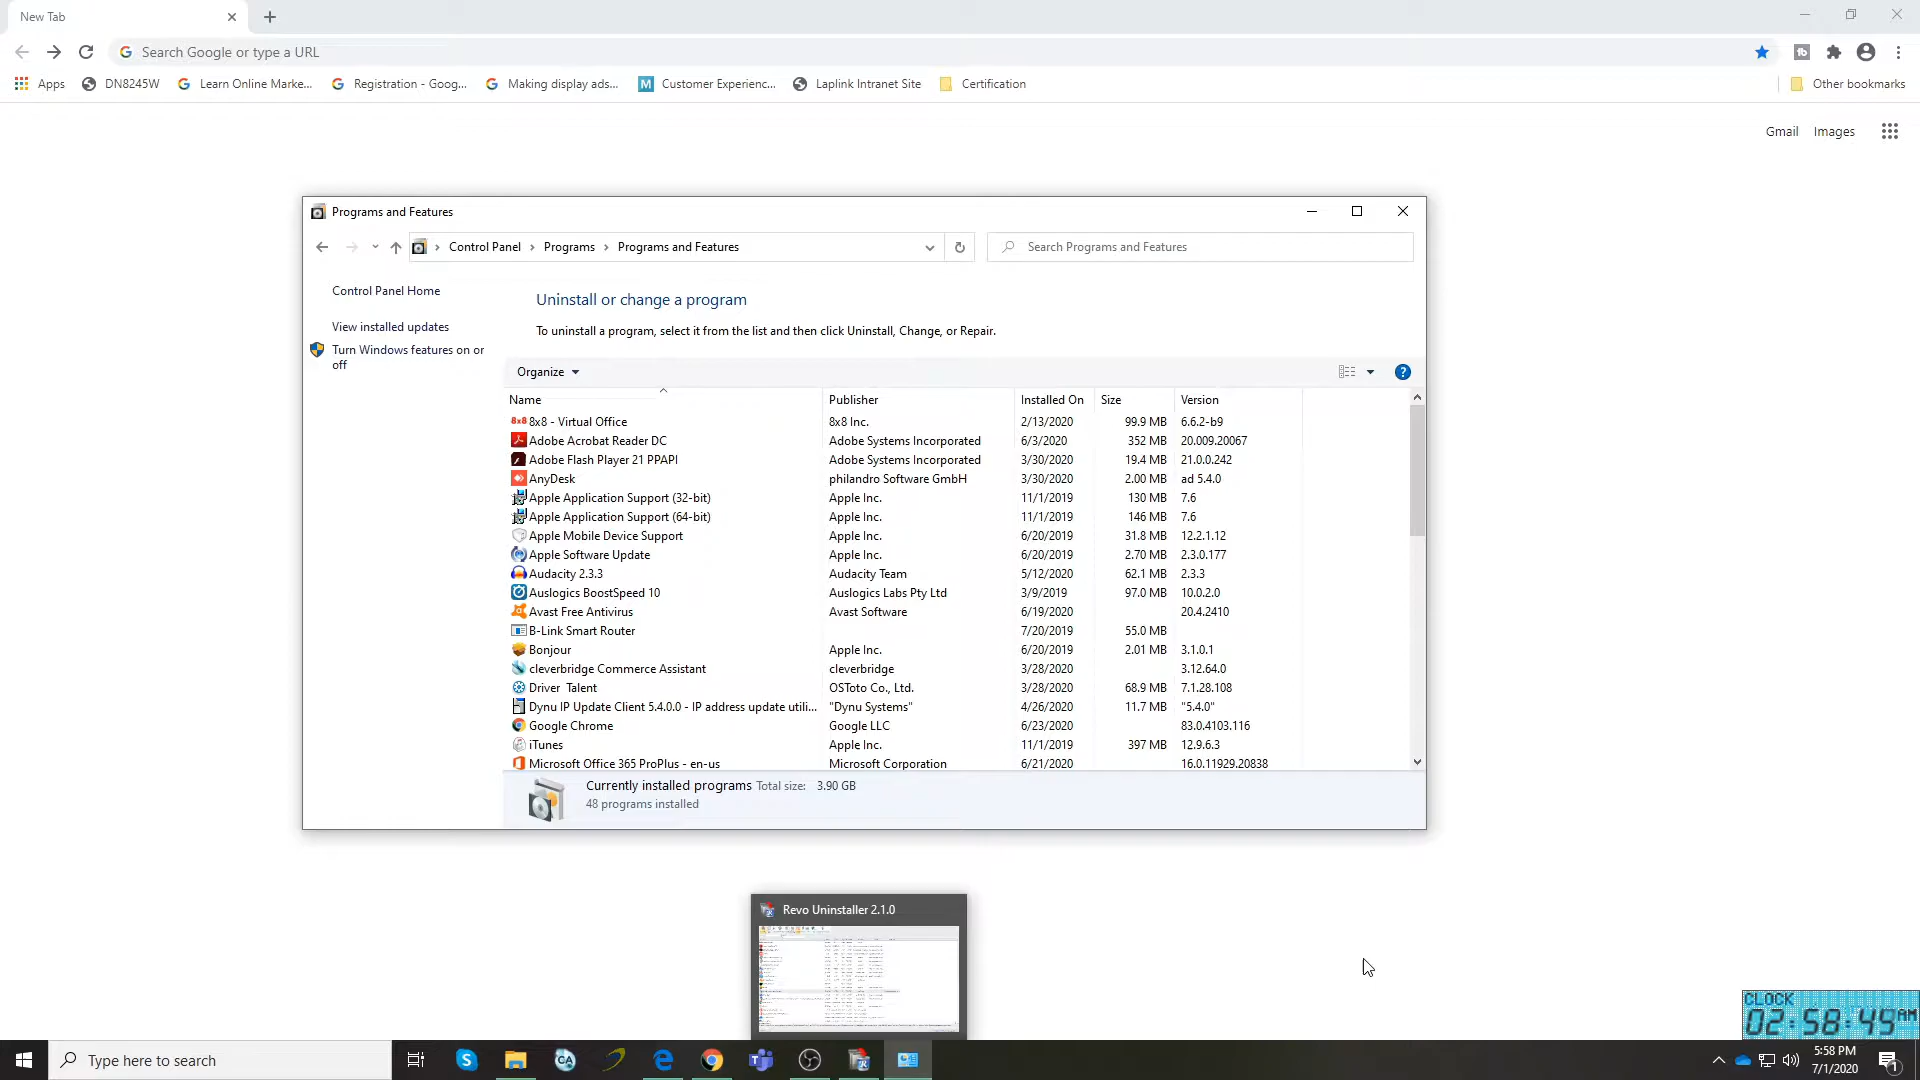 New Tab
Search Google or type a URL
Apps DN8245W Learn Online Marke... Registration - Goog... Making display ads... Customer Experienc... Laplink Intranet Site Certification Other bookmarks
Gmail Images
Programs and Features
Control Panel Programs Programs and Features Search Programs and Features
Control Panel Home
View installed updates
Turn Windows features on or off
Uninstall or change a program
To uninstall a program, select it from the list and then click Uninstall, Change, or Repair.
Organize
Name Publisher Installed On Size Version
8x8 - Virtual Office 8x8 Inc. 2/13/2020 99.9 MB 6.6.2-b9
Adobe Acrobat Reader DC Adobe Systems Incorporated 6/3/2020 352 MB 20.009.20067
Adobe Flash Player 21 PPAPI Adobe Systems Incorporated 3/30/2020 19.4 MB 21.0.0.242
AnyDesk philandro Software GmbH 3/30/2020 2.00 MB ad 5.4.0
Apple Application Support (32-bit) Apple Inc. 11/1/2019 130 MB 7.6
Apple Application Support (64-bit) Apple Inc. 11/1/2019 146 MB 7.6
Apple Mobile Device Support Apple Inc. 6/20/2019 31.8 MB 12.2.1.12
Apple Software Update Apple Inc. 6/20/2019 2.70 MB 2.3.0.177
Audacity 2.3.3 Audacity Team 5/12/2020 62.1 MB 2.3.3
Auslogics BoostSpeed 10 Auslogics Labs Pty Ltd 3/9/2019 97.0 MB 10.0.2.0
Avast Free Antivirus Avast Software 6/19/2020 20.4.2410
B-Link Smart Router 7/20/2019 55.0 MB
Bonjour Apple Inc. 6/20/2019 2.01 MB 3.1.0.1
cleverbridge Commerce Assistant cleverbridge 3/28/2020 3.12.64.0
Driver Talent OSToto Co., Ltd. 3/28/2020 68.9 MB 7.1.28.108
Dynu IP Update Client 5.4.0.0 - IP address update utili... "Dynu Systems" 4/26/2020 11.7 MB "5.4.0"
Google Chrome Google LLC 6/23/2020 83.0.4103.116
iTunes Apple Inc. 11/1/2019 397 MB 12.9.6.3
Microsoft Office 365 ProPlus - en-us Microsoft Corporation 6/21/2020 16.0.11929.20838
Currently installed programs Total size: 3.90 GB
48 programs installed
Revo Uninstaller 2.1.0
CLOCK
02:58:49 AM
Type here to search
5:58 PM
7/1/2020